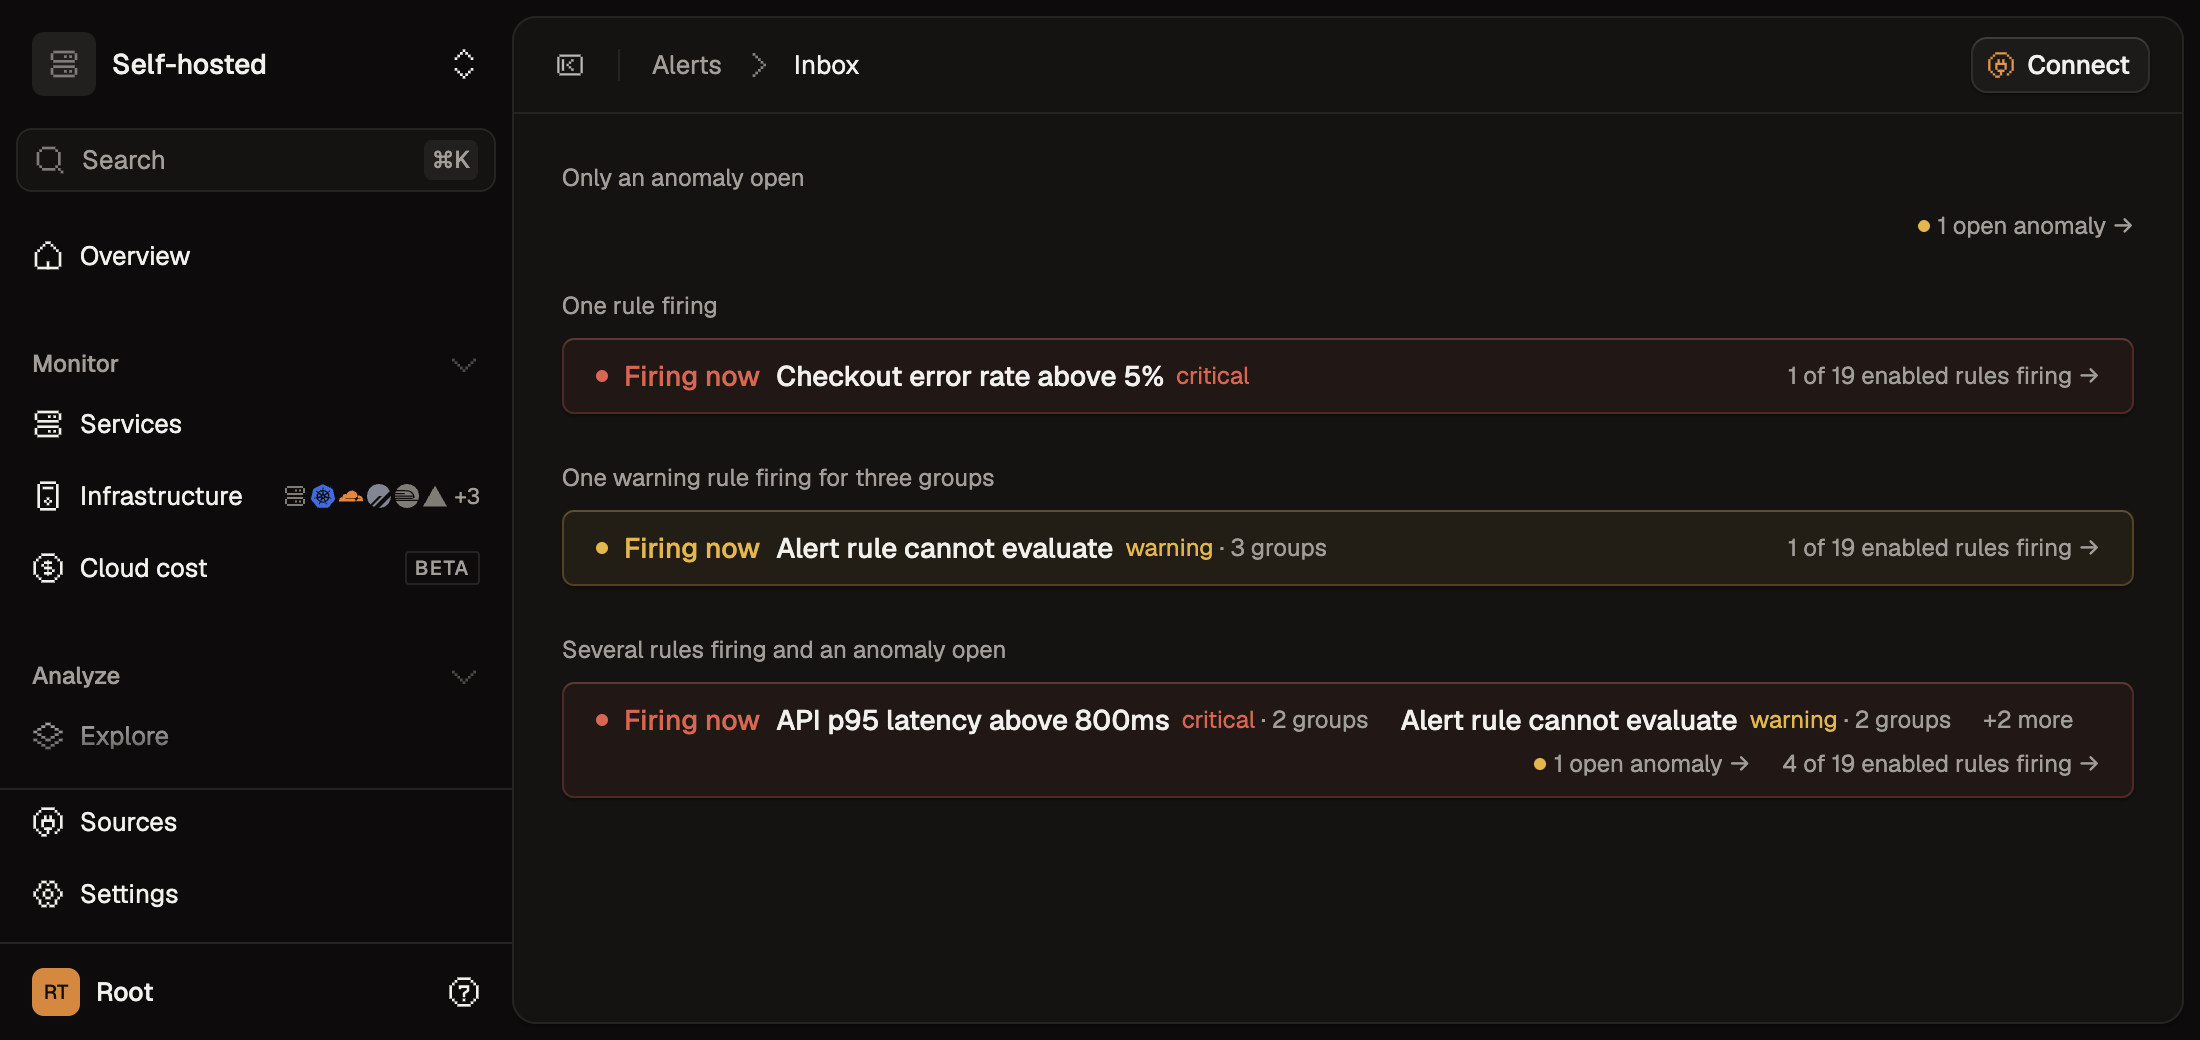 Self-hosted
Search ⌘K
Overview
Monitor
Services
Infrastructure +3
Cloud cost BETA
Analyze
Explore
Sources
Settings
RT Root
Alerts Inbox
Connect
Only an anomaly open
1 open anomaly →
One rule firing
Firing now Checkout error rate above 5% critical 1 of 19 enabled rules firing →
One warning rule firing for three groups
Firing now Alert rule cannot evaluate warning · 3 groups 1 of 19 enabled rules firing →
Several rules firing and an anomaly open
Firing now API p95 latency above 800ms critical · 2 groups Alert rule cannot evaluate warning · 2 groups +2 more
1 open anomaly → 4 of 19 enabled rules firing →